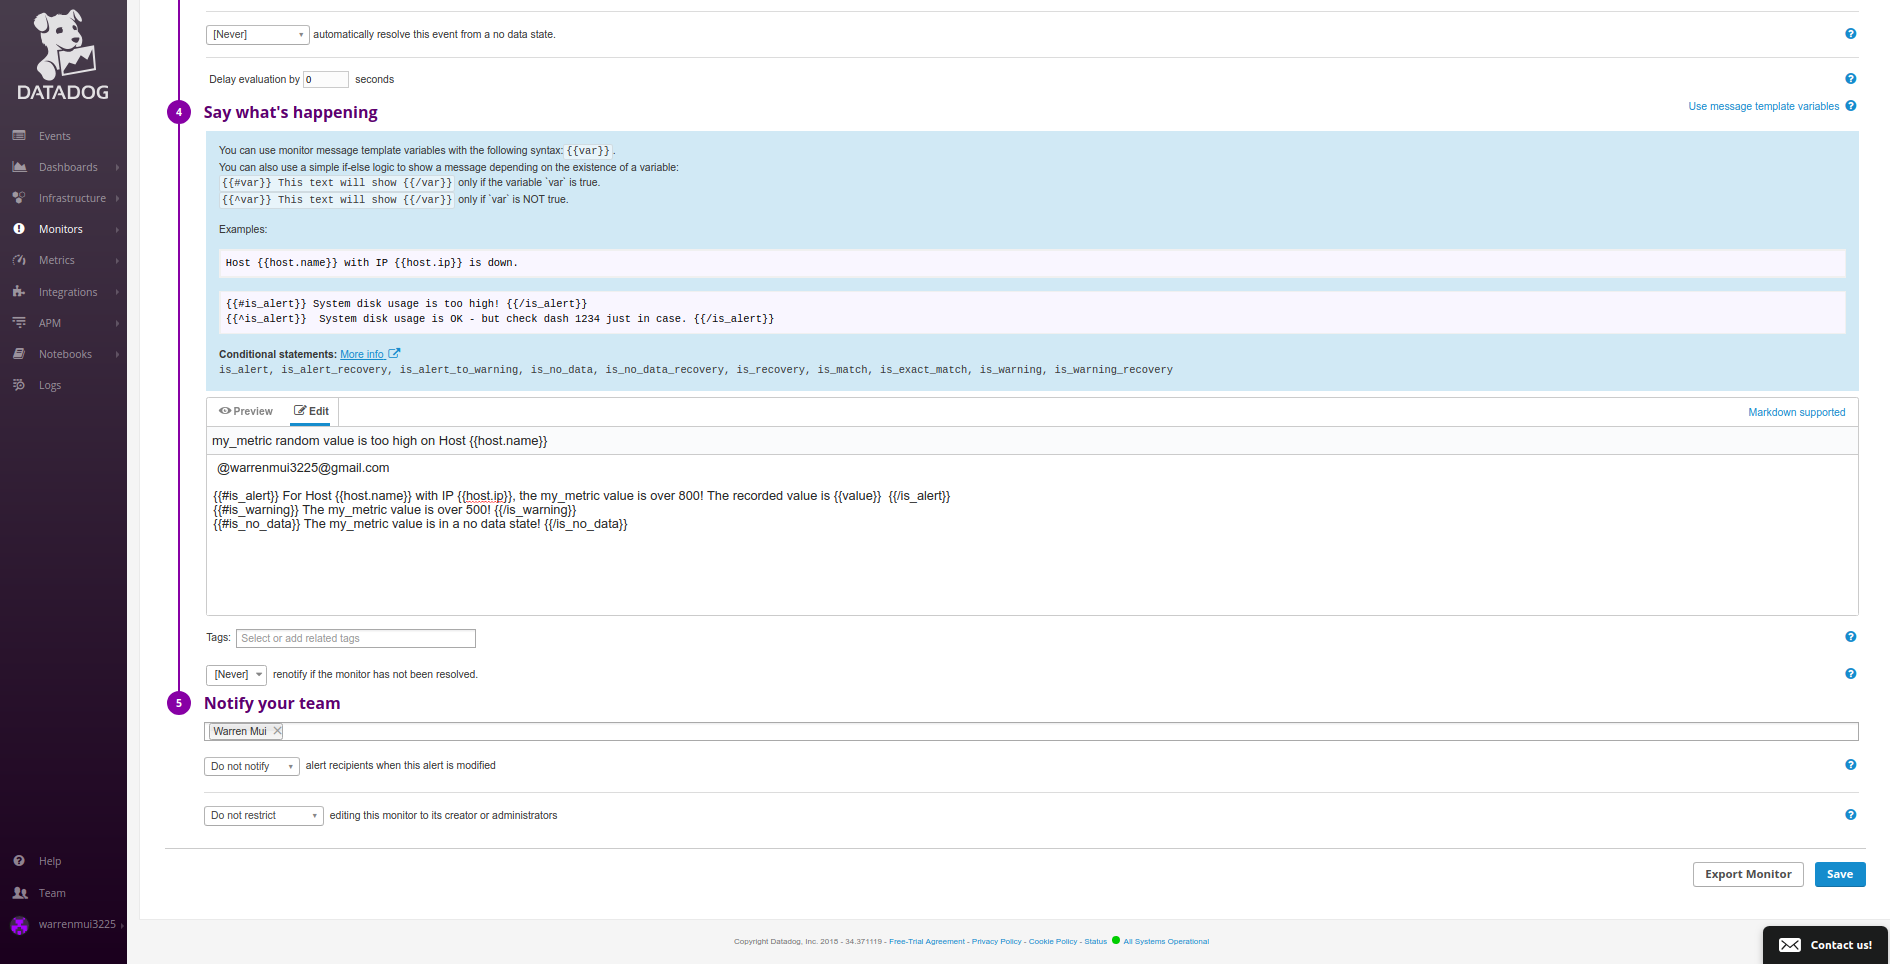 DATADOG
Events
Dashboards
Infrastructure
Monitors
Metrics
Integrations
APM
Notebooks
Logs
Help
Team
warrenmui3225
[Never] automatically resolve this event from a no data state.
Delay evaluation by 0 seconds
4 Say what's happening
Use message template variables
You can use monitor message template variables with the following syntax: {{var}} .
You can also use a simple if-else logic to show a message depending on the existence of a variable:
{{#var}} This text will show {{/var}} only if the variable `var` is true.
{{^var}} This text will show {{/var}} only if `var` is NOT true.
Examples:
Host {{host.name}} with IP {{host.ip}} is down.
{{#is_alert}} System disk usage is too high! {{/is_alert}}
{{^is_alert}}  System disk usage is OK - but check dash 1234 just in case. {{/is_alert}}
Conditional statements: More info
is_alert, is_alert_recovery, is_alert_to_warning, is_no_data, is_no_data_recovery, is_recovery, is_match, is_exact_match, is_warning, is_warning_recovery
Preview Edit Markdown supported
my_metric random value is too high on Host {{host.name}}
@warrenmui3225@gmail.com
{{#is_alert}} For Host {{host.name}} with IP {{host.ip}}, the my_metric value is over 800! The recorded value is {{value}}  {{/is_alert}}
{{#is_warning}} The my_metric value is over 500! {{/is_warning}}
{{#is_no_data}} The my_metric value is in a no data state! {{/is_no_data}}
Tags: Select or add related tags
[Never] renotify if the monitor has not been resolved.
5 Notify your team
Warren Mui
Do not notify alert recipients when this alert is modified
Do not restrict editing this monitor to its creator or administrators
Export Monitor Save
Copyright Datadog, Inc. 2018 - 34.371119 - Free-Trial Agreement - Privacy Policy - Cookie Policy - Status All Systems Operational
Contact us!